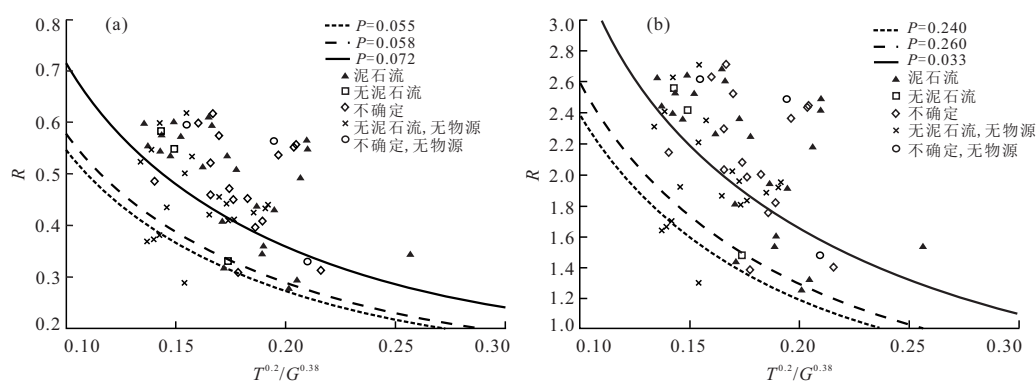 (a)
P=0.055
P=0.058
P=0.072
泥石流
无泥石流
不确定
无泥石流,无物源
不确定,无物源
R
0.8
0.7
0.6
0.5
0.4
0.3
0.2
0.10 0.15 0.20 0.25 0.30
T^0.2/G^0.38
(b)
P=0.240
P=0.260
P=0.033
泥石流
无泥石流
不确定
无泥石流,无物源
不确定,无物源
R
3.0
2.8
2.6
2.4
2.2
2.0
1.8
1.6
1.4
1.2
1.0
0.10 0.15 0.20 0.25 0.30
T^0.2/G^0.38